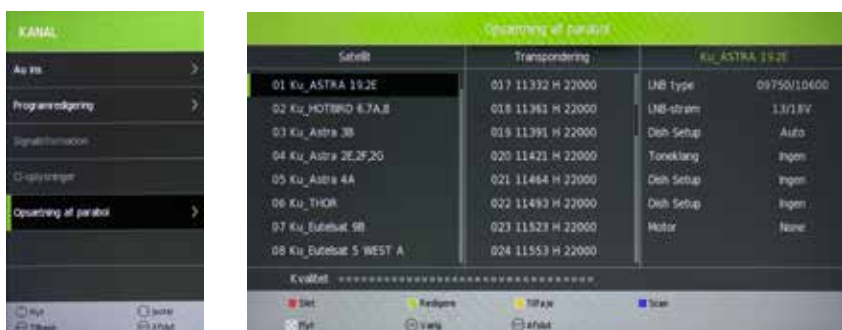 KANAL
Au ins
Programredigering
Signalinformation
CI-oplysninger
Opsætning af parabol
Flyt
Juster
Tilbage
Afslut
Opsætning af parabol
Satellit Transpondering Ku_ASTRA 19.2E
01 Ku_ASTRA 19.2E 017 11332 H 22000 LNB type 09750/10600
02 Ku_HOTBIRD 6,7A,8 018 11361 H 22000 LNB-strøm 13/18V
03 Ku_Astra 3B 019 11391 H 22000 Dish Setup Auto
04 Ku_Astra 2E,2F,2G 020 11421 H 22000 Toneklang Ingen
05 Ku_Astra 4A 021 11464 H 22000 Dish Setup Ingen
06 Ku_THOR 022 11493 H 22000 Dish Setup Ingen
07 Ku_Eutelsat 9B 023 11523 H 22000 Motor None
08 Ku_Eutelsat 5 WEST A 024 11553 H 22000
Kvalitet
Slet Redigere Tilføje Scan
Flyt Vælg Afslut